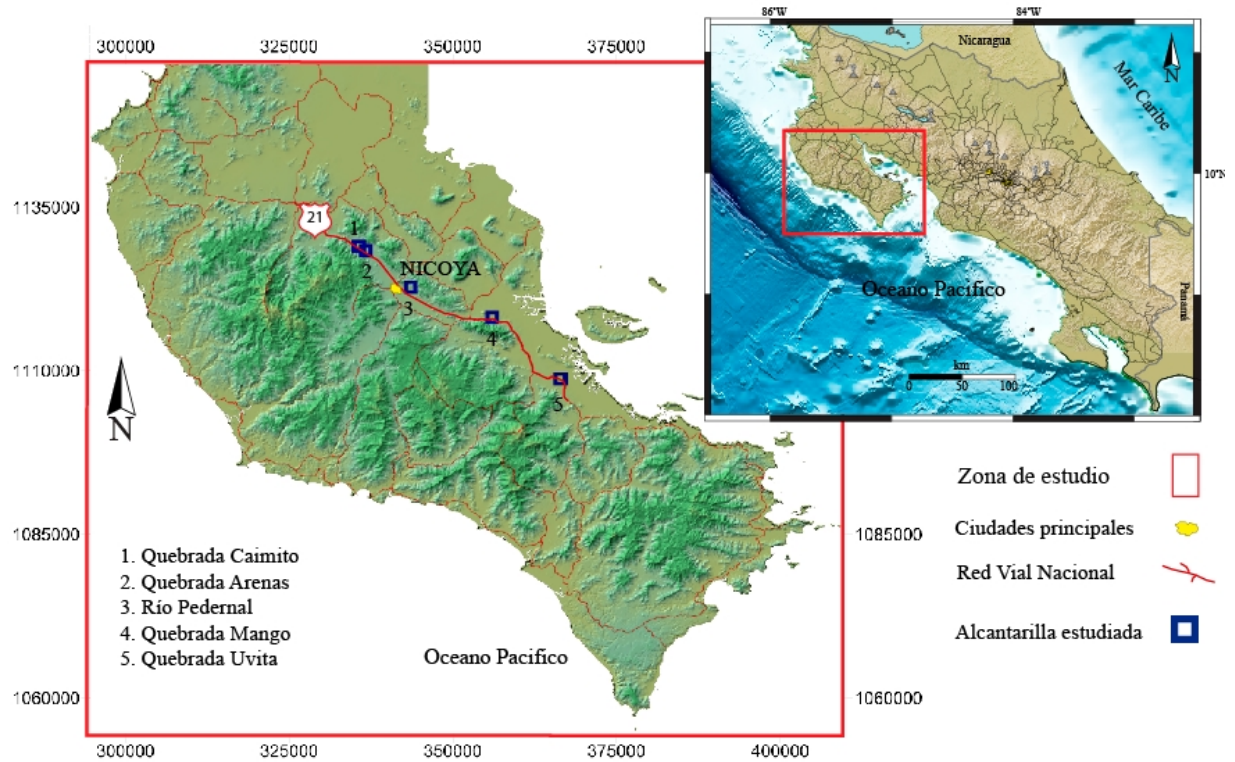 300000
325000
350000
375000
1135000
1110000
1085000
1060000
21
1
2
NICOYA
3
4
5
N
1. Quebrada Caimito
2. Quebrada Arenas
3. Río Pedernal
4. Quebrada Mango
5. Quebrada Uvita
Oceano Pacifico
300000
325000
350000
375000
400000
1085000
1060000
86°W
84°W
Nicaragua
N
Mar Caribe
10°N
Oceano Pacífico
Panamá
km
0
50
100
Zona de estudio
Ciudades principales
Red Vial Nacional
Alcantarilla estudiada